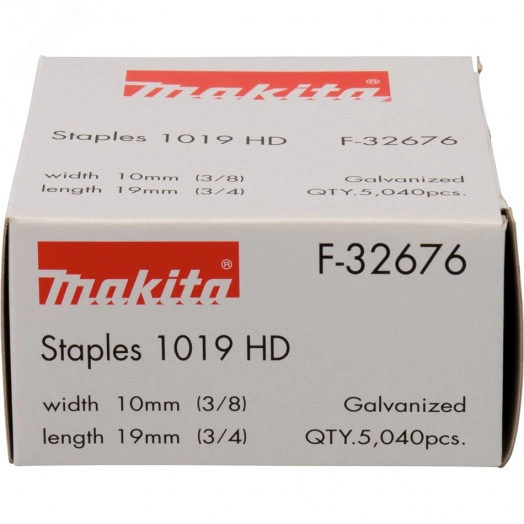 makita®
Staples 1019 HD F-32676
width 10mm (3/8) Galvanized
length 19mm (3/4) QTY.5,040pcs.
makita® F-32676
Staples 1019 HD
width 10mm (3/8) Galvanized
length 19mm (3/4) QTY.5,040pcs.